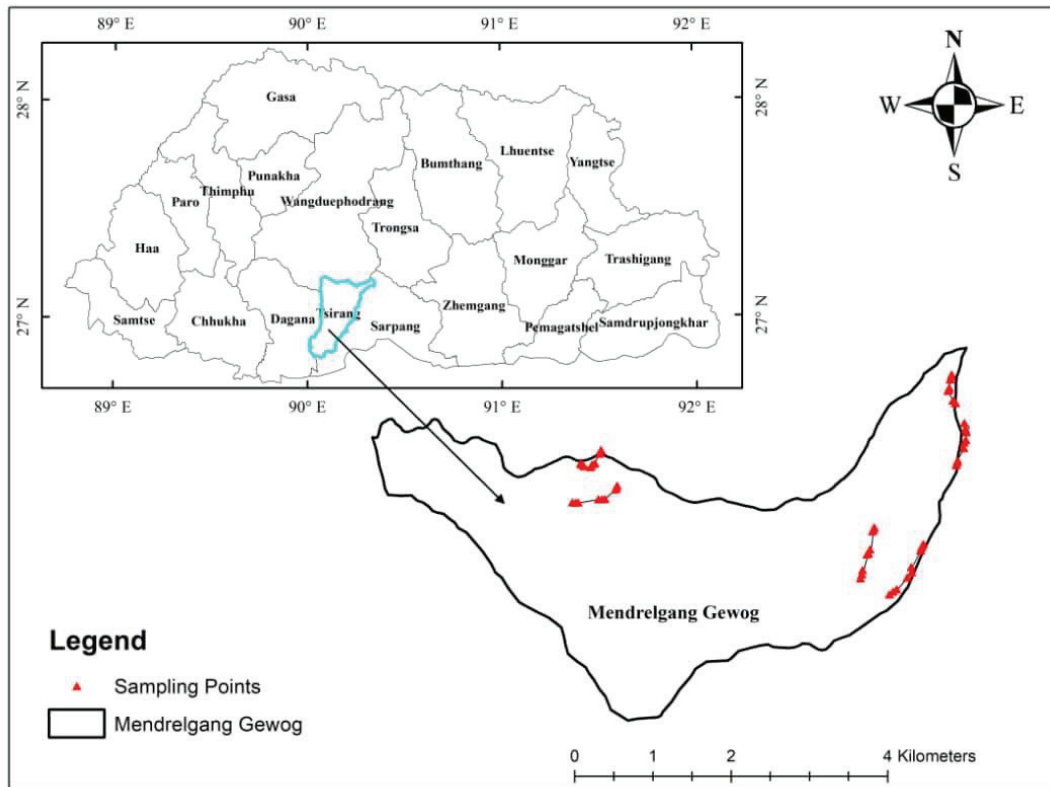 89° E
90° E
91° E
92° E
N
W
E
S
28° N
28° N
Gasa
Punakha
Thimphu
Paro
Haa
Wangduephodrang
Bumthang
Lhuentse
Yangtse
Trongsa
Monggar
Trashigang
Zhemgang
Pemagatshel
Samdrupjongkhar
Samtse
Chhukha
Dagana
Tsirang
Sarpang
27° N
27° N
89° E
90° E
91° E
92° E
Mendrelgang Gewog
Legend
Sampling Points
Mendrelgang Gewog
0 1 2 4 Kilometers